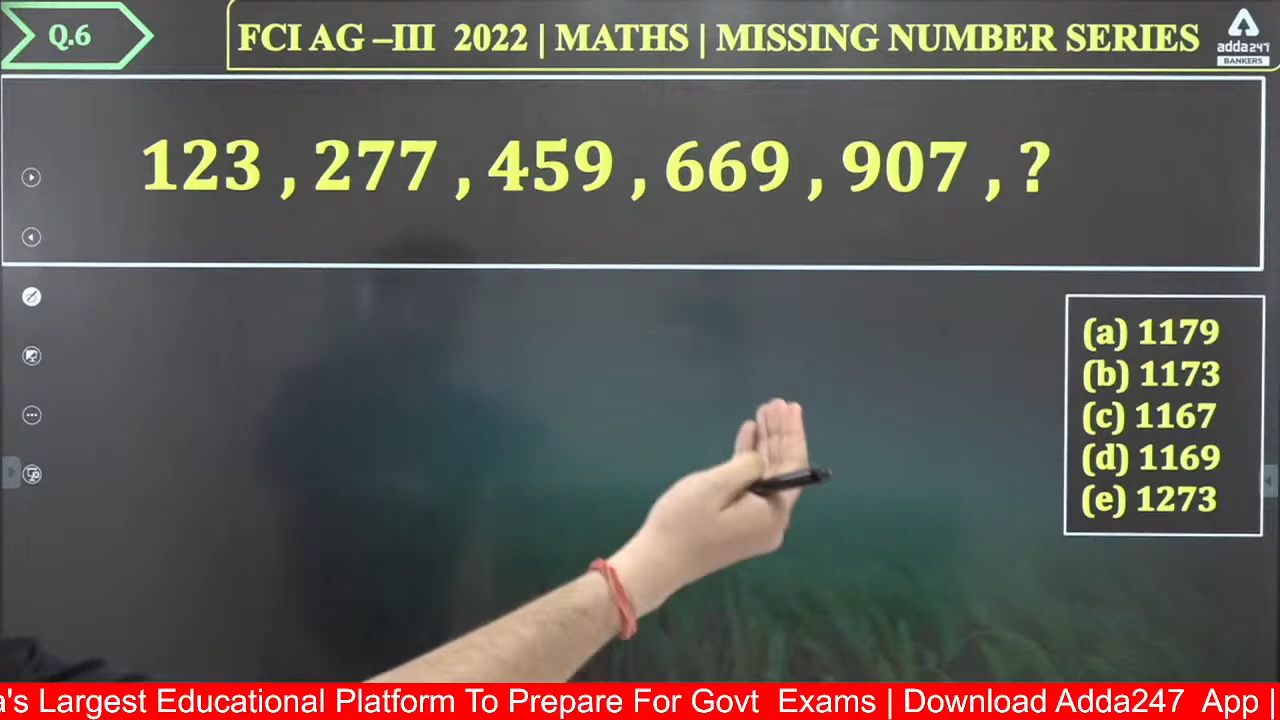 Q.6
FCI AG –III 2022 | MATHS | MISSING NUMBER SERIES
adda247
BANKERS
123 , 277 , 459 , 669 , 907 , ?
(a) 1179
(b) 1173
(c) 1167
(d) 1169
(e) 1273
a's Largest Educational Platform To Prepare For Govt Exams | Download Adda247 App |